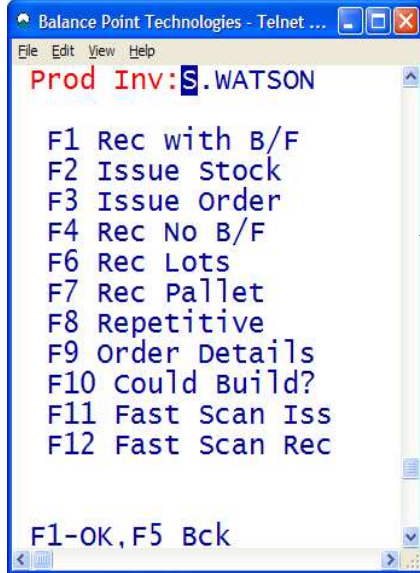 Balance Point Technologies - Telnet ...
File Edit View Help
Prod Inv:S.WATSON
F1 Rec with B/F
F2 Issue Stock
F3 Issue Order
F4 Rec No B/F
F6 Rec Lots
F7 Rec Pallet
F8 Repetitive
F9 Order Details
F10 Could Build?
F11 Fast Scan Iss
F12 Fast Scan Rec
F1-OK,F5 Bck